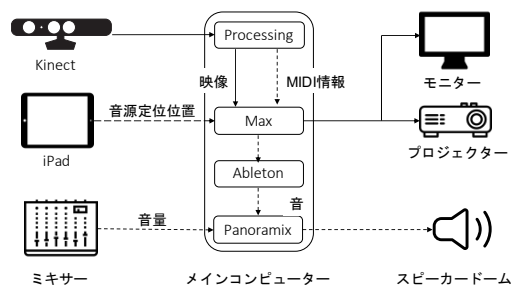 Processing
Kinect
映像
MIDI情報
モニター
音源定位位置
Max
iPad
プロジェクター
Ableton
音
音量
Panoramix
ミキサー
メインコンピューター
スピーカードーム